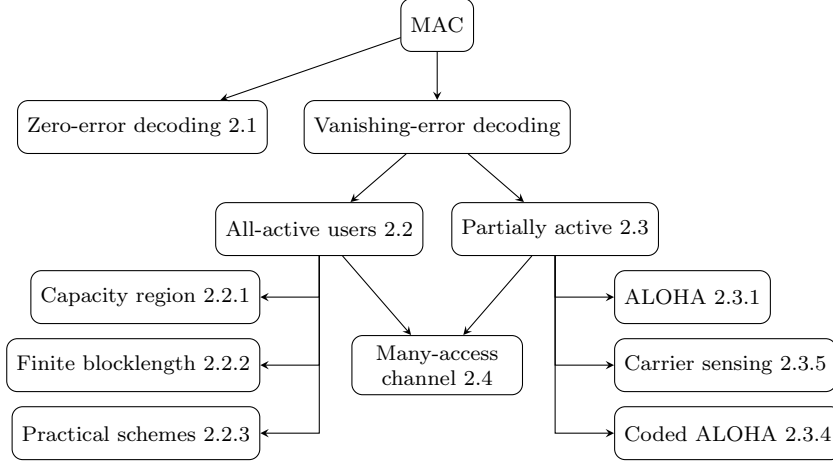 MAC
Zero-error decoding 2.1
Vanishing-error decoding
All-active users 2.2
Partially active 2.3
Capacity region 2.2.1
ALOHA 2.3.1
Many-access
channel 2.4
Finite blocklength 2.2.2
Carrier sensing 2.3.5
Practical schemes 2.2.3
Coded ALOHA 2.3.4